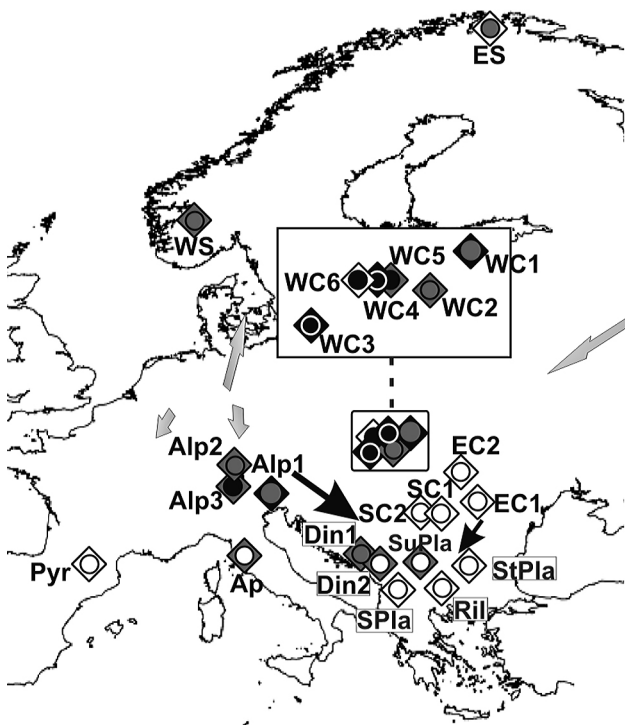 ES
WS
WC5
WC1
WC6
WC4
WC2
WC3
Alp2
Alp1
EC2
Alp3
SC1
SC2
EC1
Din1
SuPla
Pyr
Ap
Din2
StPla
SPla
Ril